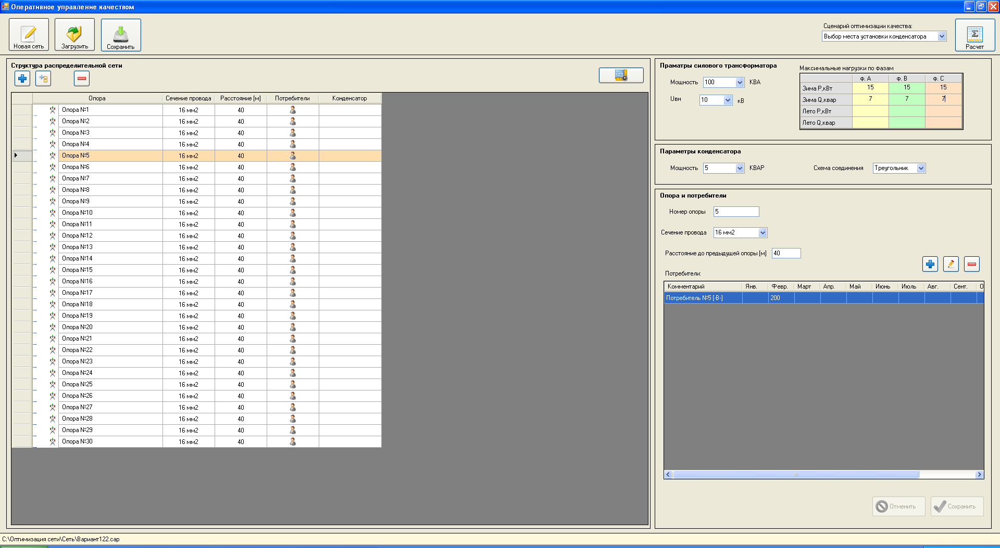 Оперативное управление качеством
Новая сеть
Загрузить
Сохранить
Сценарий оптимизации качества:
Выбор места установки конденсатора
Расчет
Структура распределительной сети
Опора Сечение провода Расстояние [м] Потребители Конденсатор
Опора №1 16 мм2 40
Опора №2 16 мм2 40
Опора №3 16 мм2 40
Опора №4 16 мм2 40
Опора №5 16 мм2 40
Опора №6 16 мм2 40
Опора №7 16 мм2 40
Опора №8 16 мм2 40
Опора №9 16 мм2 40
Опора №10 16 мм2 40
Опора №11 16 мм2 40
Опора №12 16 мм2 40
Опора №13 16 мм2 40
Опора №14 16 мм2 40
Опора №15 16 мм2 40
Опора №16 16 мм2 40
Опора №17 16 мм2 40
Опора №18 16 мм2 40
Опора №19 16 мм2 40
Опора №20 16 мм2 40
Опора №21 16 мм2 40
Опора №22 16 мм2 40
Опора №23 16 мм2 40
Опора №24 16 мм2 40
Опора №25 16 мм2 40
Опора №26 16 мм2 40
Опора №27 16 мм2 40
Опора №28 16 мм2 40
Опора №29 16 мм2 40
Опора №30 16 мм2 40
Праматры силового трансформатора
Мощность 100 КВА
Uвн 10 кВ
Максимальные нагрузки по фазам
ф. А ф. В ф. С
Зима P,кВт 15 15 15
Зима Q,квар 7 7 7
Лето P,кВт
Лето Q,квар
Параметры конденсатора
Мощность 5 КВАР Схема соединения Треугольник
Опора и потребители
Номер опоры 5
Сечение провода 16 мм2
Расстояние до предыдущей опоры [м] 40
Потребители:
Комментарий Янв. Февр. Март Апр. Май Июнь Июль Авг. Сент. О
Потребитель №5 [-В-] 200
Отменить
Сохранить
C:\Оптимизация сети\Сеть\Вариант122.cap